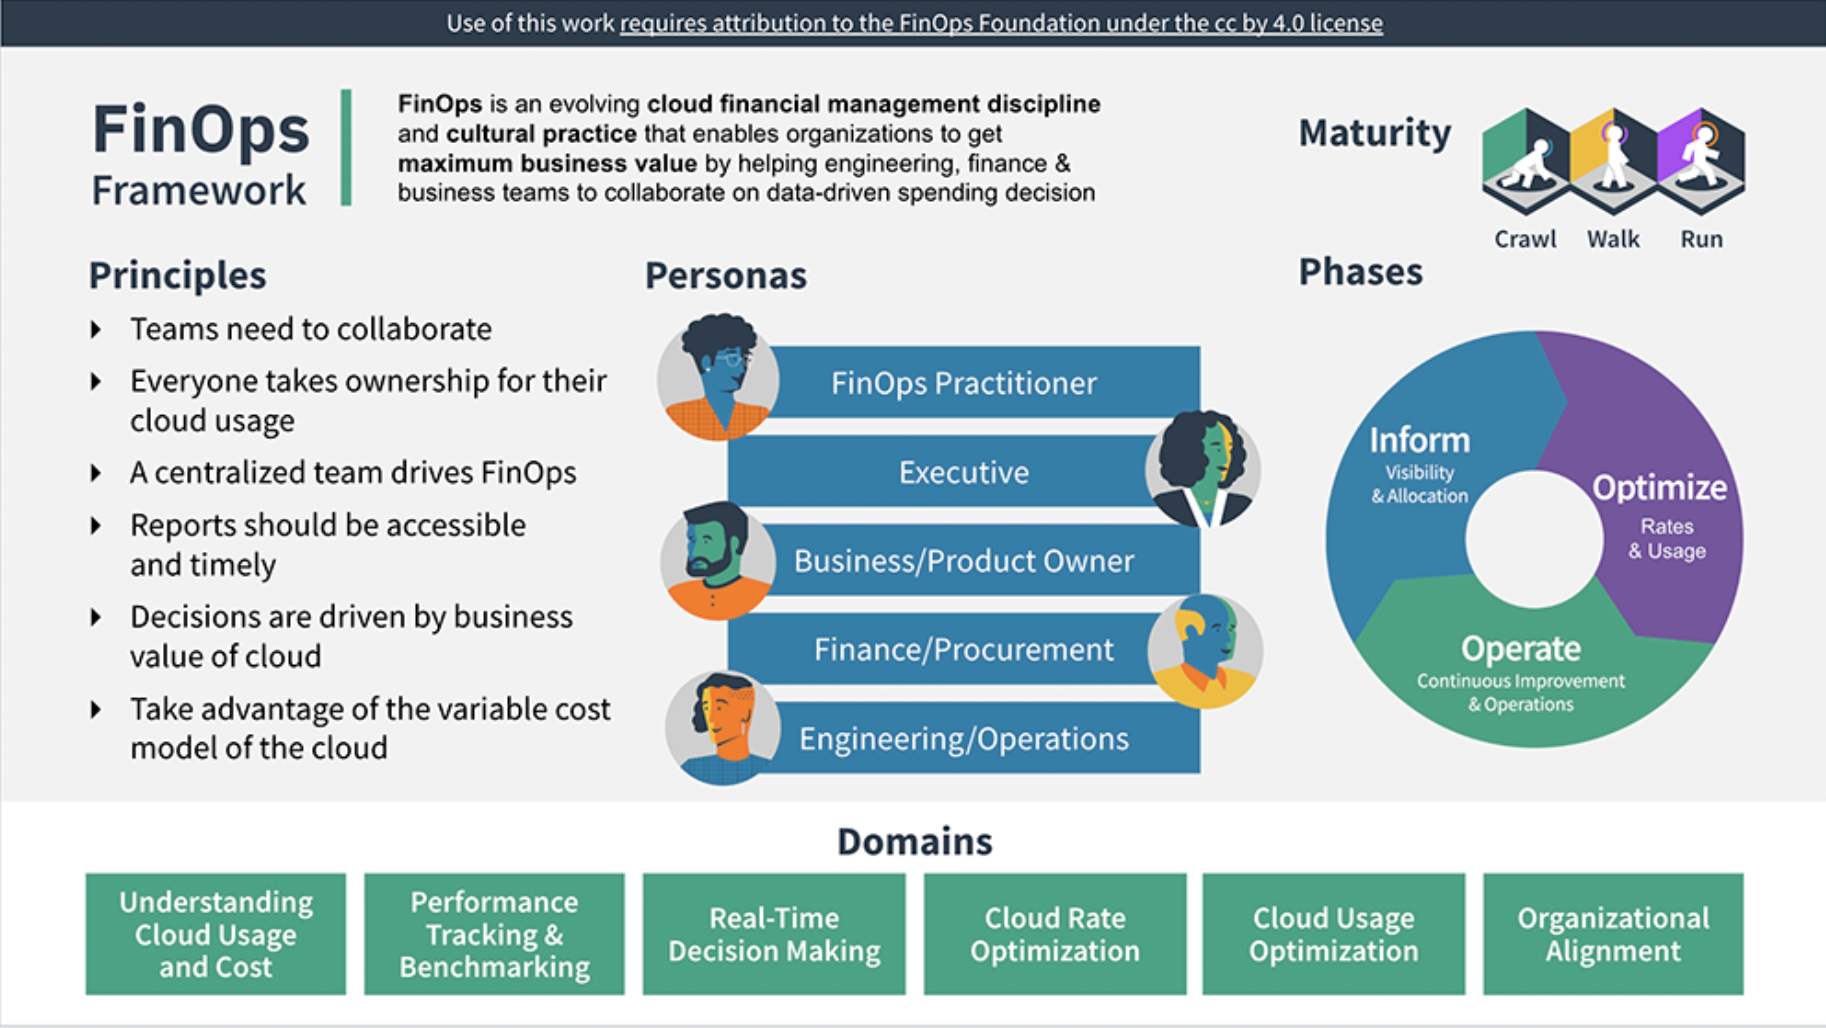 Use of this work requires attribution to the FinOps Foundation under the cc by 4.0 license
FinOps
Framework
FinOps is an evolving cloud financial management discipline
and cultural practice that enables organizations to get
maximum business value by helping engineering, finance &
business teams to collaborate on data-driven spending decision
Maturity
Crawl Walk Run
Principles
Teams need to collaborate
Everyone takes ownership for their
cloud usage
A centralized team drives FinOps
Reports should be accessible
and timely
Decisions are driven by business
value of cloud
Take advantage of the variable cost
model of the cloud
Personas
FinOps Practitioner
Executive
Business/Product Owner
Finance/Procurement
Engineering/Operations
Phases
Inform
Visibility
& Allocation
Optimize
Rates
& Usage
Operate
Continuous Improvement
& Operations
Domains
Understanding
Cloud Usage
and Cost
Performance
Tracking &
Benchmarking
Real-Time
Decision Making
Cloud Rate
Optimization
Cloud Usage
Optimization
Organizational
Alignment